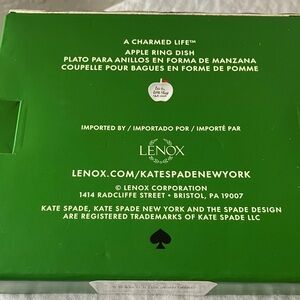 A CHARMED LIFE™
APPLE RING DISH
PLATO PARA ANILLOS EN FORMA DE MANZANA
COUPELLE POUR BAGUES EN FORME DE POMME
IMPORTED BY / IMPORTADO POR / IMPORTÉ PAR
LENOX
LENOX.COM/KATESPADENEWYORK
© LENOX CORPORATION
1414 RADCLIFFE STREET • BRISTOL, PA 19007
KATE SPADE, KATE SPADE NEW YORK AND THE SPADE DESIGN
ARE REGISTERED TRADEMARKS OF KATE SPADE LLC